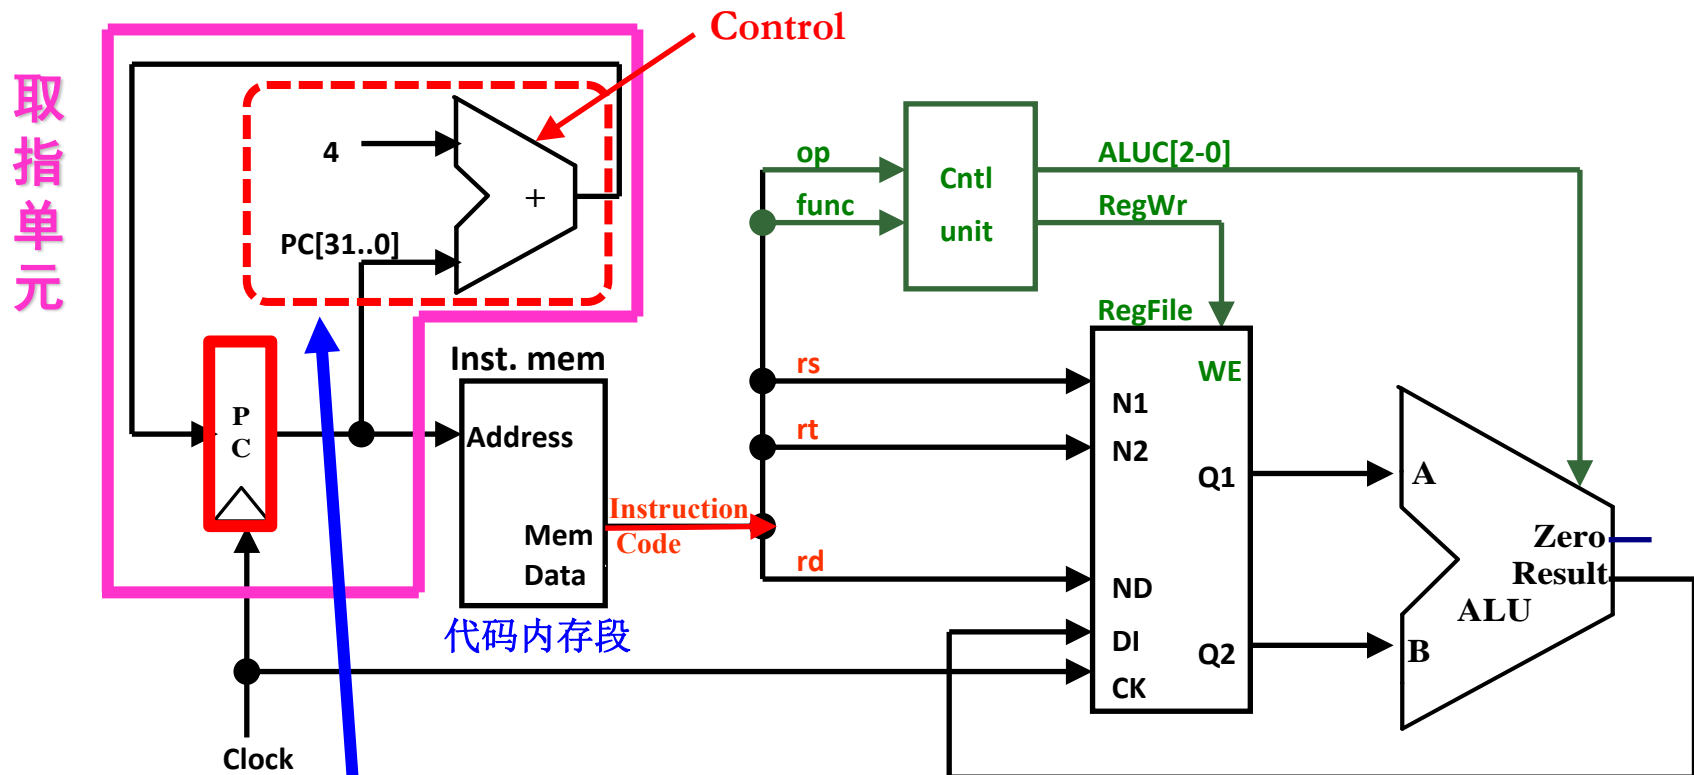 Control
取
指
单
元
4
+
PC[31..0]
P
C
Inst. mem
Address
Mem
Data
Instruction
Code
代码内存段
Clock
op
func
Cntl
unit
ALUC[2-0]
RegWr
RegFile
rs
rt
rd
WE
N1
N2
ND
DI
CK
Q1
Q2
A
B
Zero
Result
ALU